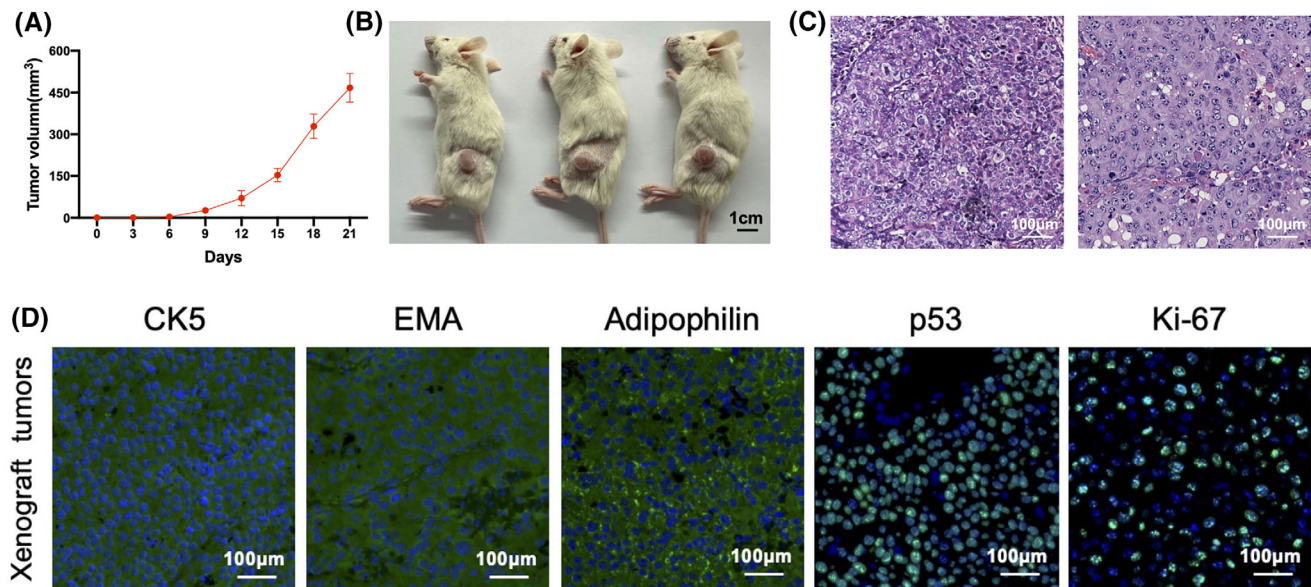 (A)
600
450
300
150
0
Tumor volumn(mm³)
0 3 6 9 12 15 18 21
Days
(B)
1cm
(C)
100μm
100μm
(D)
CK5 EMA Adipophilin p53 Ki-67
Xenograft tumors
100μm 100μm 100μm 100μm 100μm